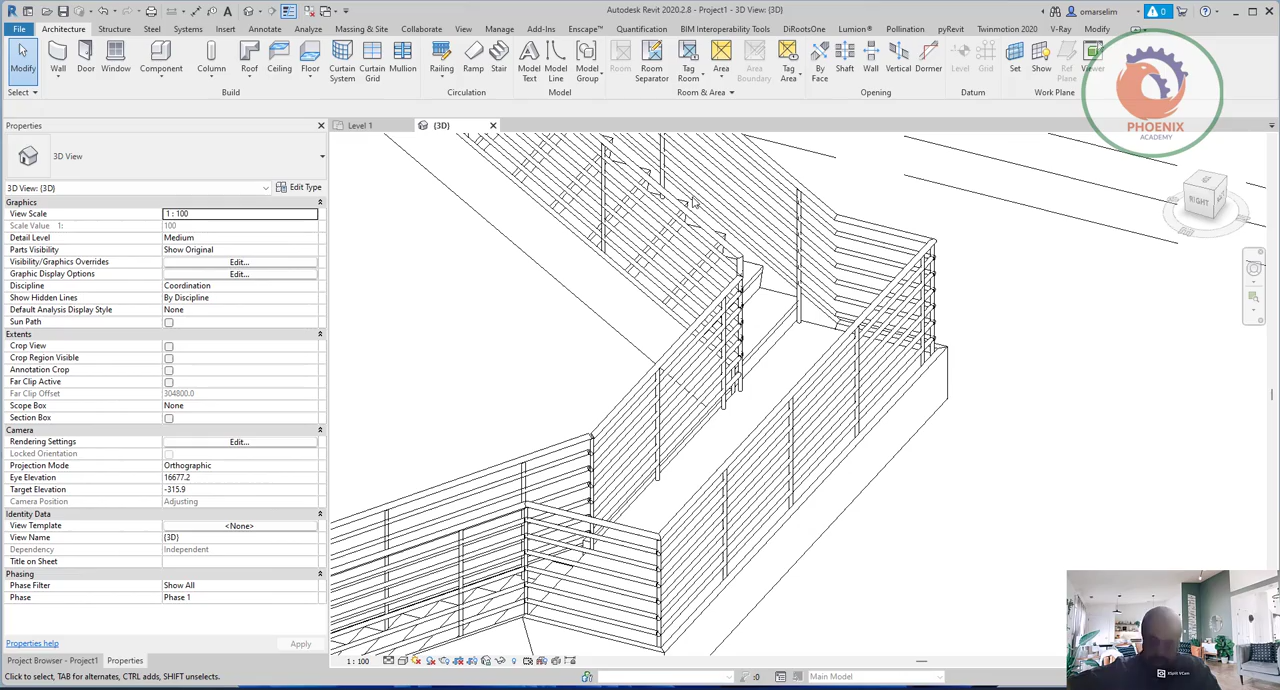 Autodesk Revit 2020.2.8 - Project1 - 3D View: {3D}
omarselim
0
File Architecture Structure Steel Systems Insert Annotate Analyze Massing & Site Collaborate View Manage Add-Ins Enscape™ Quantification BIM Interoperability Tools DiRootsOne Lumion® Pollination pyRevit Twinmotion 2020 V-Ray Modify
Modify Wall Door Window Component Column Roof Ceiling Floor Curtain System Curtain Grid Mullion Railing Ramp Stair Model Text Model Line Model Group Room Room Separator Tag Room Area Area Boundary Tag Area By Face Shaft Wall Vertical Dormer Level Grid Set Show Ref Plane Viewer
Select Build Circulation Model Room & Area Opening Datum Work Plane
PHOENIX
ACADEMY
Properties
Level 1
{3D}
3D View
3D View: {3D}
Edit Type
Graphics
View Scale 1 : 100
Scale Value 1: 100
Detail Level Medium
Parts Visibility Show Original
Visibility/Graphics Overrides Edit...
Graphic Display Options Edit...
Discipline Coordination
Show Hidden Lines By Discipline
Default Analysis Display Style None
Sun Path
Extents
Crop View
Crop Region Visible
Annotation Crop
Far Clip Active
Far Clip Offset 304800.0
Scope Box None
Section Box
Camera
Rendering Settings Edit...
Locked Orientation
Projection Mode Orthographic
Eye Elevation 16677.2
Target Elevation -315.9
Camera Position Adjusting
Identity Data
View Template <None>
View Name {3D}
Dependency Independent
Title on Sheet
Phasing
Phase Filter Show All
Phase Phase 1
Properties help
Apply
Project Browser - Project1
Properties
1 : 100
Click to select, TAB for alternates, CTRL adds, SHIFT unselects.
:0
Main Model
RIGHT
XSplit VCam